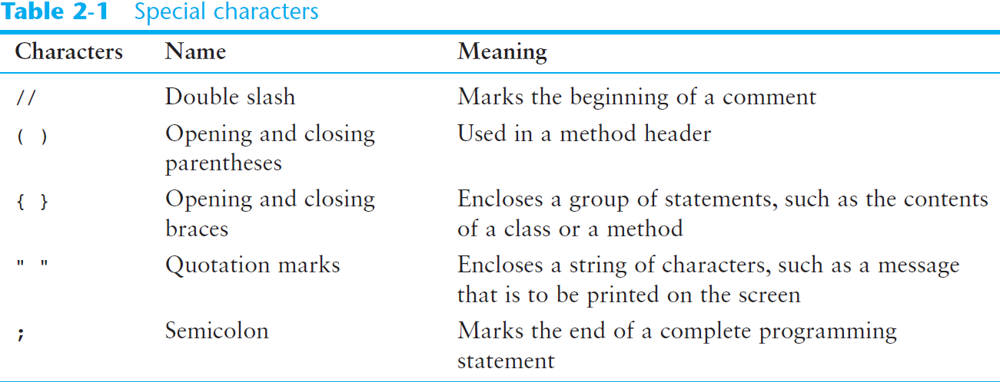 Table 2-1 Special characters
Characters Name Meaning
// Double slash Marks the beginning of a comment
( ) Opening and closing Used in a method header
parentheses
{ } Opening and closing Encloses a group of statements, such as the contents
braces of a class or a method
" " Quotation marks Encloses a string of characters, such as a message
that is to be printed on the screen
; Semicolon Marks the end of a complete programming
statement